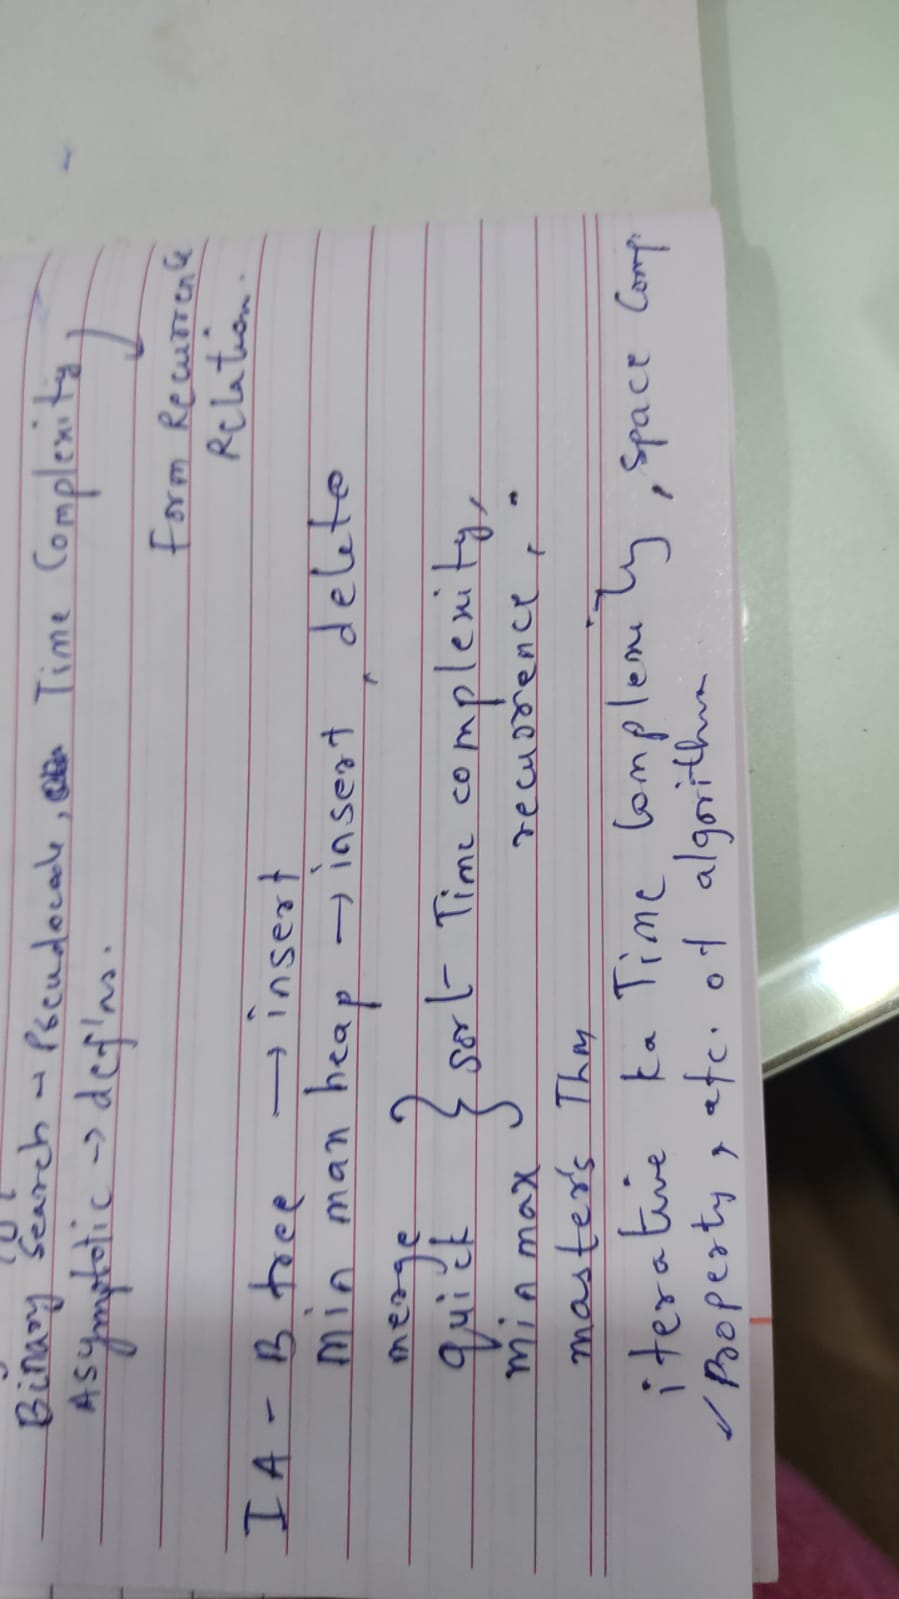 Binary Search → Pseudocode, Time Complexity,
Asymptotic → def'ns.
Form Recurrence
Relation.
IA - B tree → insert
min man heap → insert, delete
merge
quick } sort Time complexity,
min max recurrence,
master's Thm
iterative ka Time Complexity, space Comp.
✓ Property, etc. of algorithm